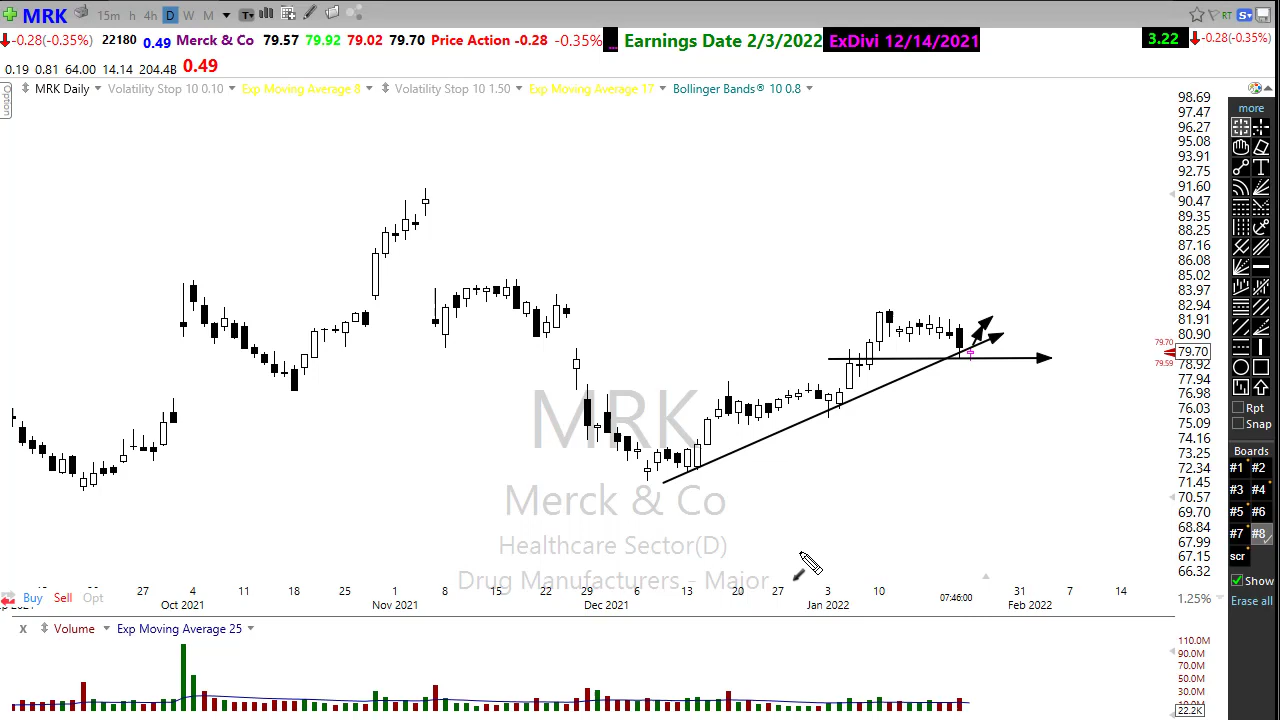 MRK 15m h 4h D W M T RT S
-0.28(-0.35%) 22180 0.49 Merck & Co 79.57 79.92 79.02 79.70 Price Action -0.28 -0.35% ... Earnings Date 2/3/2022 ExDivi 12/14/2021 3.22 -0.28(-0.35%)
0.19 0.81 64.00 14.14 204.4B 0.49
Option
MRK Daily Volatility Stop 10 0.10 Exp Moving Average 8 Volatility Stop 10 1.50 Exp Moving Average 17 Bollinger Bands® 10 0.8
98.69
97.47
96.27
95.08
93.91
92.75
91.60
90.47
89.35
88.25
87.16
86.08
85.02
83.97
82.94
81.91
80.90
79.70
79.70
79.59
78.92
77.94
76.98
76.03
75.09
74.16
73.25
72.34
71.45
70.57
69.70
68.84
67.99
67.15
66.32
more
T
Rpt
Snap
Boards
#1 #2
#3 #4
#5 #6
#7 #8
scr
Show
Erase all
MRK
Merck & Co
Healthcare Sector(D)
Drug Manufacturers - Major
27 4 11 18 25 1 8 15 22 29 6 13 20 27 3 10 07:46:00 31 7 14
Oct 2021 Nov 2021 Dec 2021 Jan 2022 Feb 2022
Buy Sell Opt
1.25%
X Volume Exp Moving Average 25
110.0M
90.0M
70.0M
50.0M
30.0M
22.2K